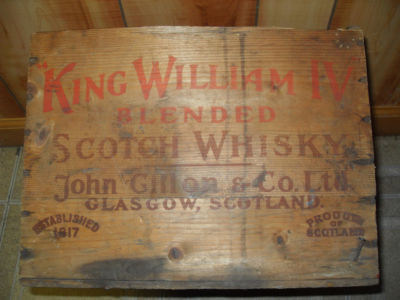 "KING WILLIAM IV
BLENDED
SCOTCH WHISKY
John Gillon & Co. Ltd.
GLASGOW, SCOTLAND.
ESTABLISHED
1817
PRODUCE
OF
SCOTLAND